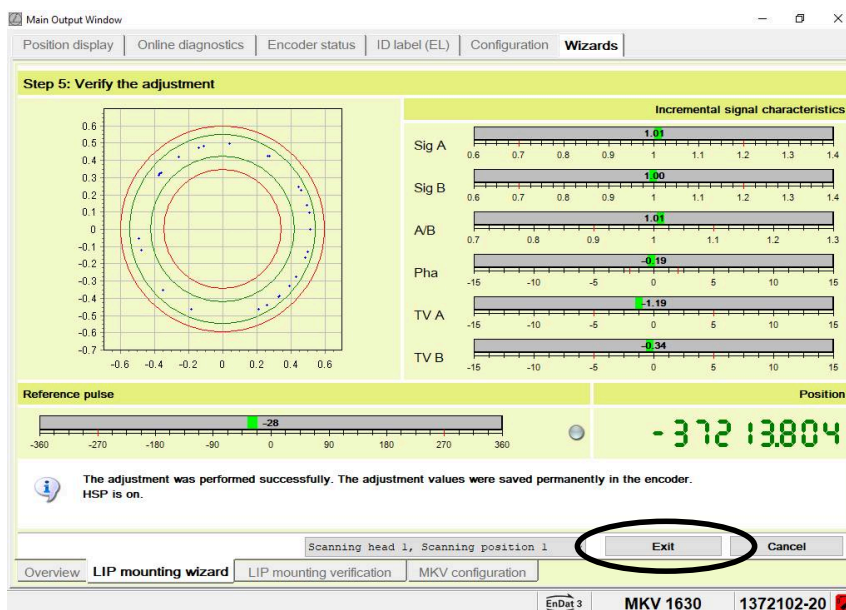 Main Output Window
Position display Online diagnostics Encoder status ID label (EL) Configuration Wizards
Step 5: Verify the adjustment
Incremental signal characteristics
0.6
0.5
0.4
0.3
0.2
0.1
0
-0.1
-0.2
-0.3
-0.4
-0.5
-0.6
-0.7
-0.6 -0.4 -0.2 0 0.2 0.4 0.6
Sig A
1.01
0.6 0.7 0.8 0.9 1 1.1 1.2 1.3 1.4
Sig B
1.00
0.6 0.7 0.8 0.9 1 1.1 1.2 1.3 1.4
A/B
1.01
0.7 0.8 0.9 1 1.1 1.2 1.3
Pha
-0.19
-15 -10 -5 0 5 10 15
TV A
-1.19
-15 -10 -5 0 5 10 15
TV B
-0.34
-15 -10 -5 0 5 10 15
Reference pulse
Position
-28
-360 -270 -180 -90 0 90 180 270 360
-37213.804
The adjustment was performed successfully. The adjustment values were saved permanently in the encoder.
HSP is on.
Scanning head 1, Scanning position 1 Exit Cancel
Overview LIP mounting wizard LIP mounting verification MKV configuration
EnDat 3 MKV 1630 1372102-20